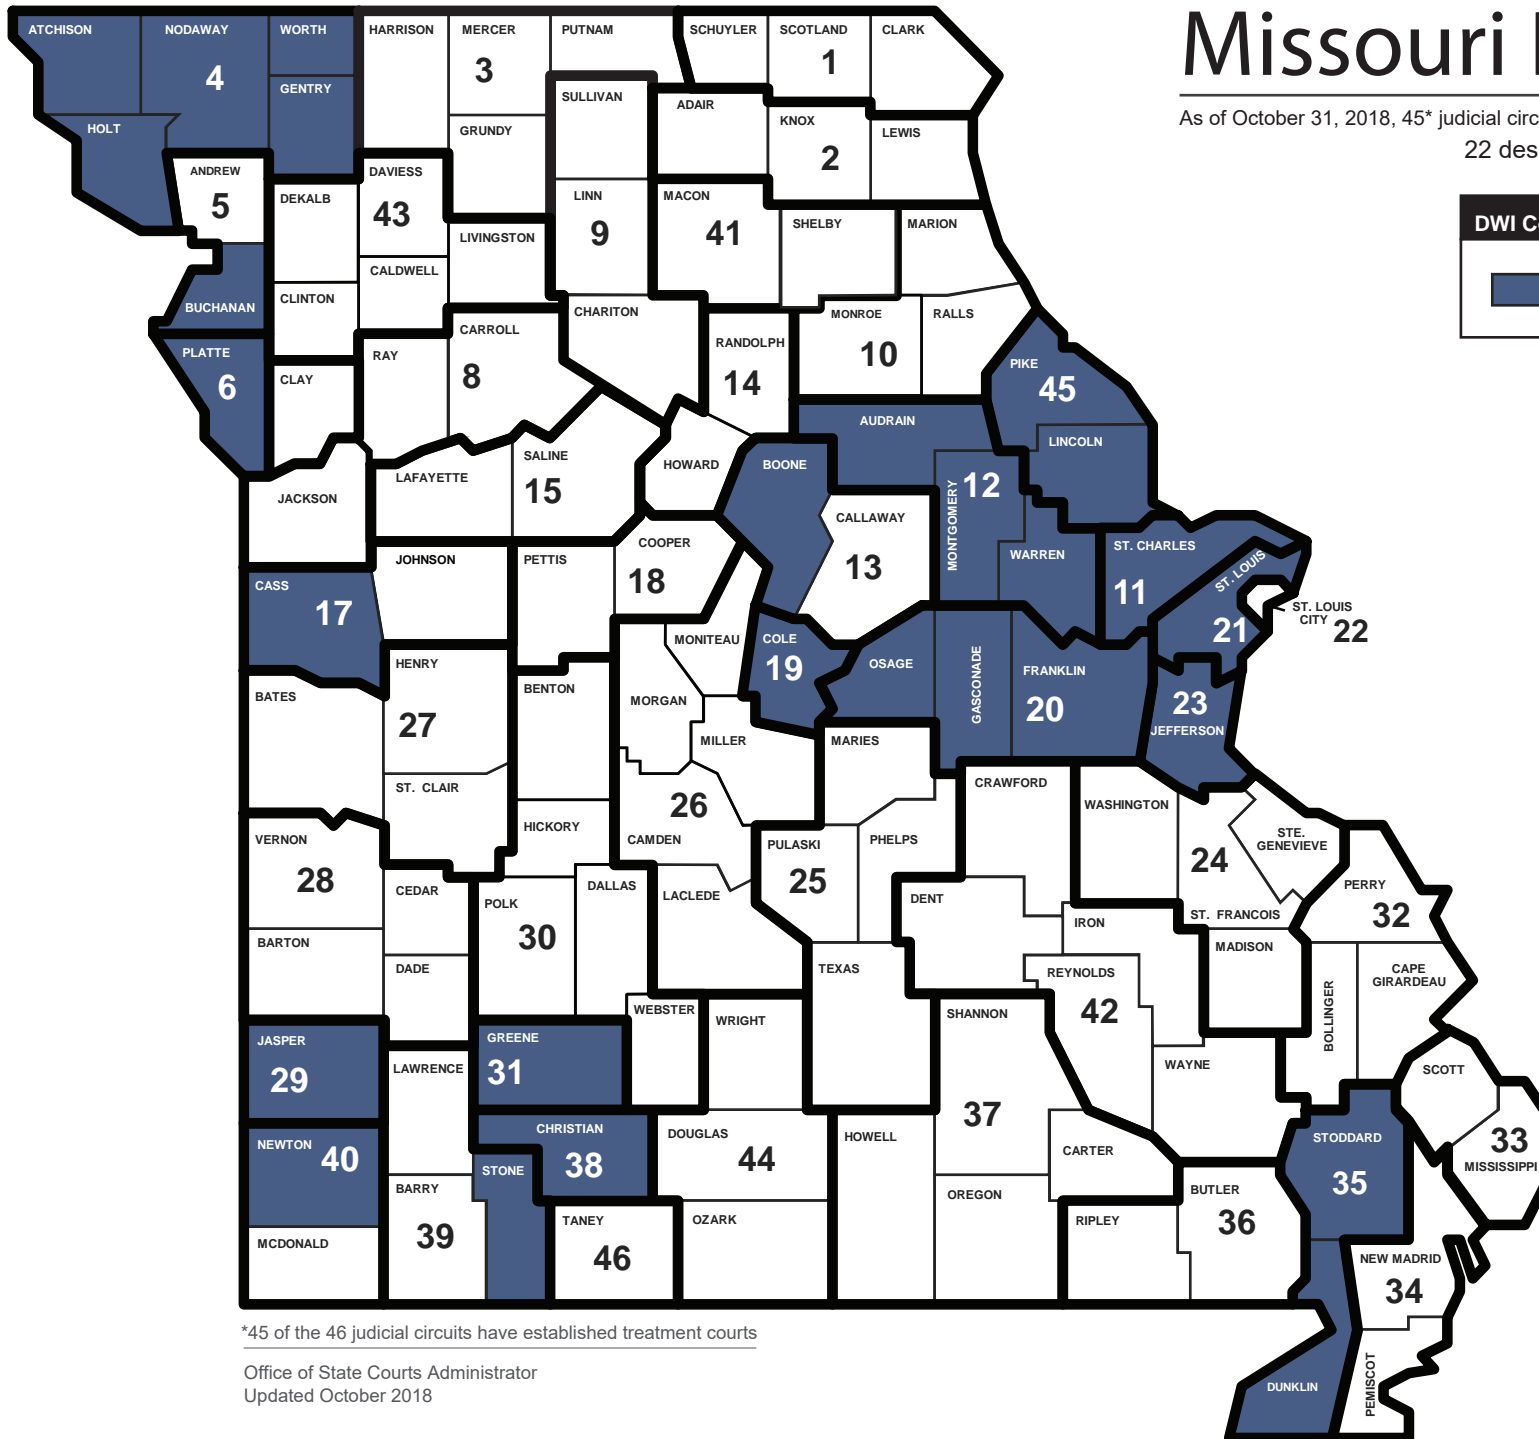 Missouri
As of October 31, 2018, 45* judicial
22
DWI
ATCHISON
NODAWAY
WORTH
HARRISON
MERCER
PUTNAM
SCHUYLER
SCOTLAND
CLARK
4
3
1
GENTRY
SULLIVAN
ADAIR
KNOX
LEWIS
HOLT
GRUNDY
2
ANDREW
5
DEKALB
DAVIESS
43
LINN
9
MACON
41
SHELBY
MARION
LIVINGSTON
CALDWELL
BUCHANAN
CLINTON
CHARITON
MONROE
RALLS
CARROLL
8
RANDOLPH
14
10
PLATTE
6
RAY
CLAY
PIKE
45
AUDRAIN
LINCOLN
SALINE
15
HOWARD
BOONE
LAFAYETTE
JACKSON
MONTGOMERY
12
CALLAWAY
13
WARREN
ST. CHARLES
11
ST. LOUIS
21
ST. LOUIS
CITY
22
COOPER
18
JOHNSON
PETTIS
CASS
17
MONITEAU
COLE
19
OSAGE
GASCONADE
FRANKLIN
20
23
JEFFERSON
HENRY
27
BENTON
MORGAN
BATES
MILLER
MARIES
ST. CLAIR
26
CAMDEN
CRAWFORD
WASHINGTON
HICKORY
VERNON
28
PULASKI
25
PHELPS
STE.
GENEVIEVE
24
CEDAR
POLK
30
DALLAS
LACLEDE
DENT
PERRY
32
ST. FRANCOIS
IRON
BARTON
MADISON
DADE
TEXAS
REYNOLDS
42
CAPE
GIRARDEAU
BOLLINGER
WEBSTER
WRIGHT
SHANNON
37
JASPER
29
GREENE
31
LAWRENCE
WAYNE
SCOTT
NEWTON
40
CHRISTIAN
38
DOUGLAS
44
HOWELL
CARTER
STODDARD
35
33
MISSISSIPPI
STONE
BARRY
39
OREGON
BUTLER
36
TANEY
46
OZARK
RIPLEY
MCDONALD
NEW MADRID
34
DUNKLIN
PEMISCOT
*45 of the 46 judicial circuits have established treatment courts
Office of State Courts Administrator
Updated October 2018